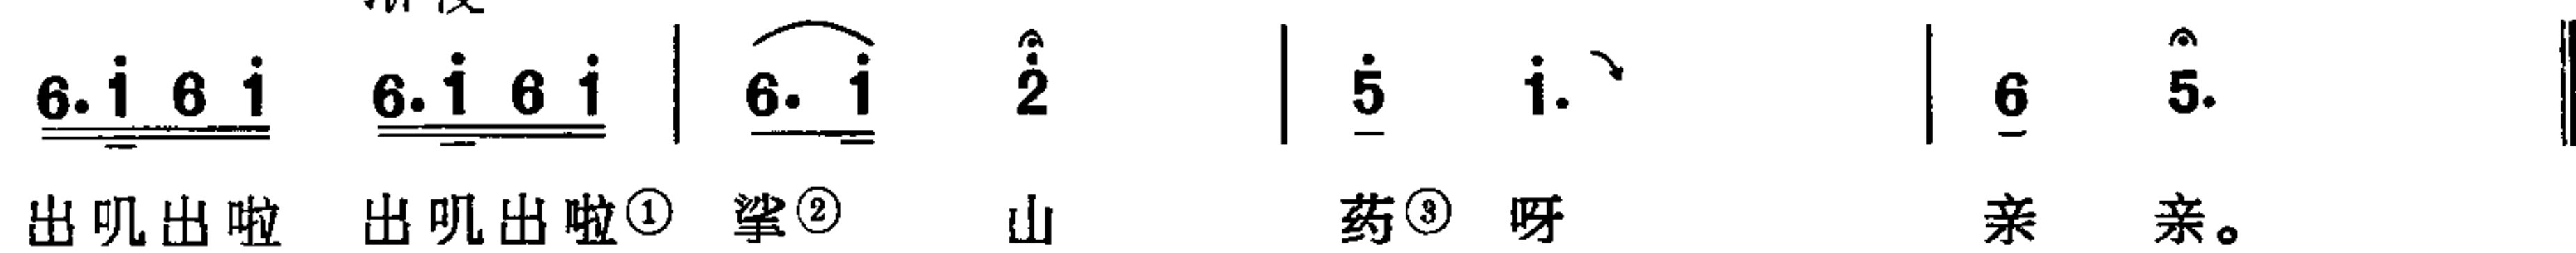 6. i 6 i 6. i 6 i | 6. i 2 | 5 i. | 6 5. ‖
出叽出啦 出叽出啦① 挲② 山 药③ 呀 亲 亲。